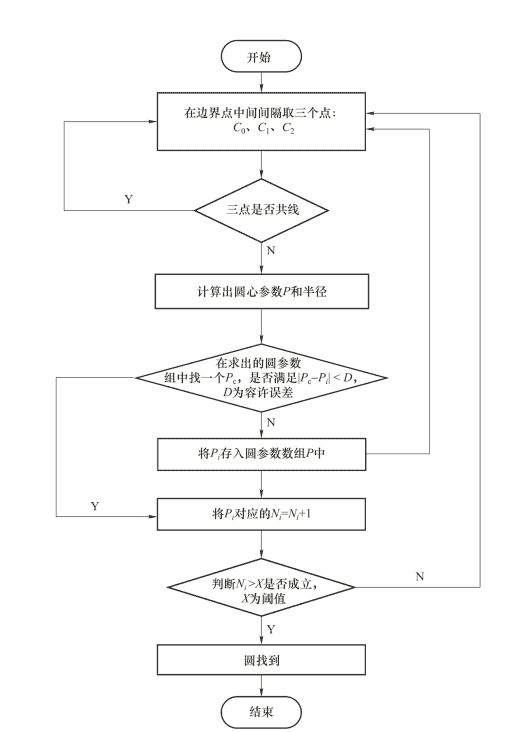 开始
在边界点中间间隔取三个点：
C₀、C₁、C₂
Y
三点是否共线
N
计算出圆心参数P和半径
在求出的圆参数
组中找一个Pc，是否满足|Pc−Pi|＜D，
D为容许误差
N
将Pi存入圆参数数组P中
Y
将Pi对应的Ni=Ni+1
判断Ni>X是否成立，
X为阈值
N
Y
圆找到
结束